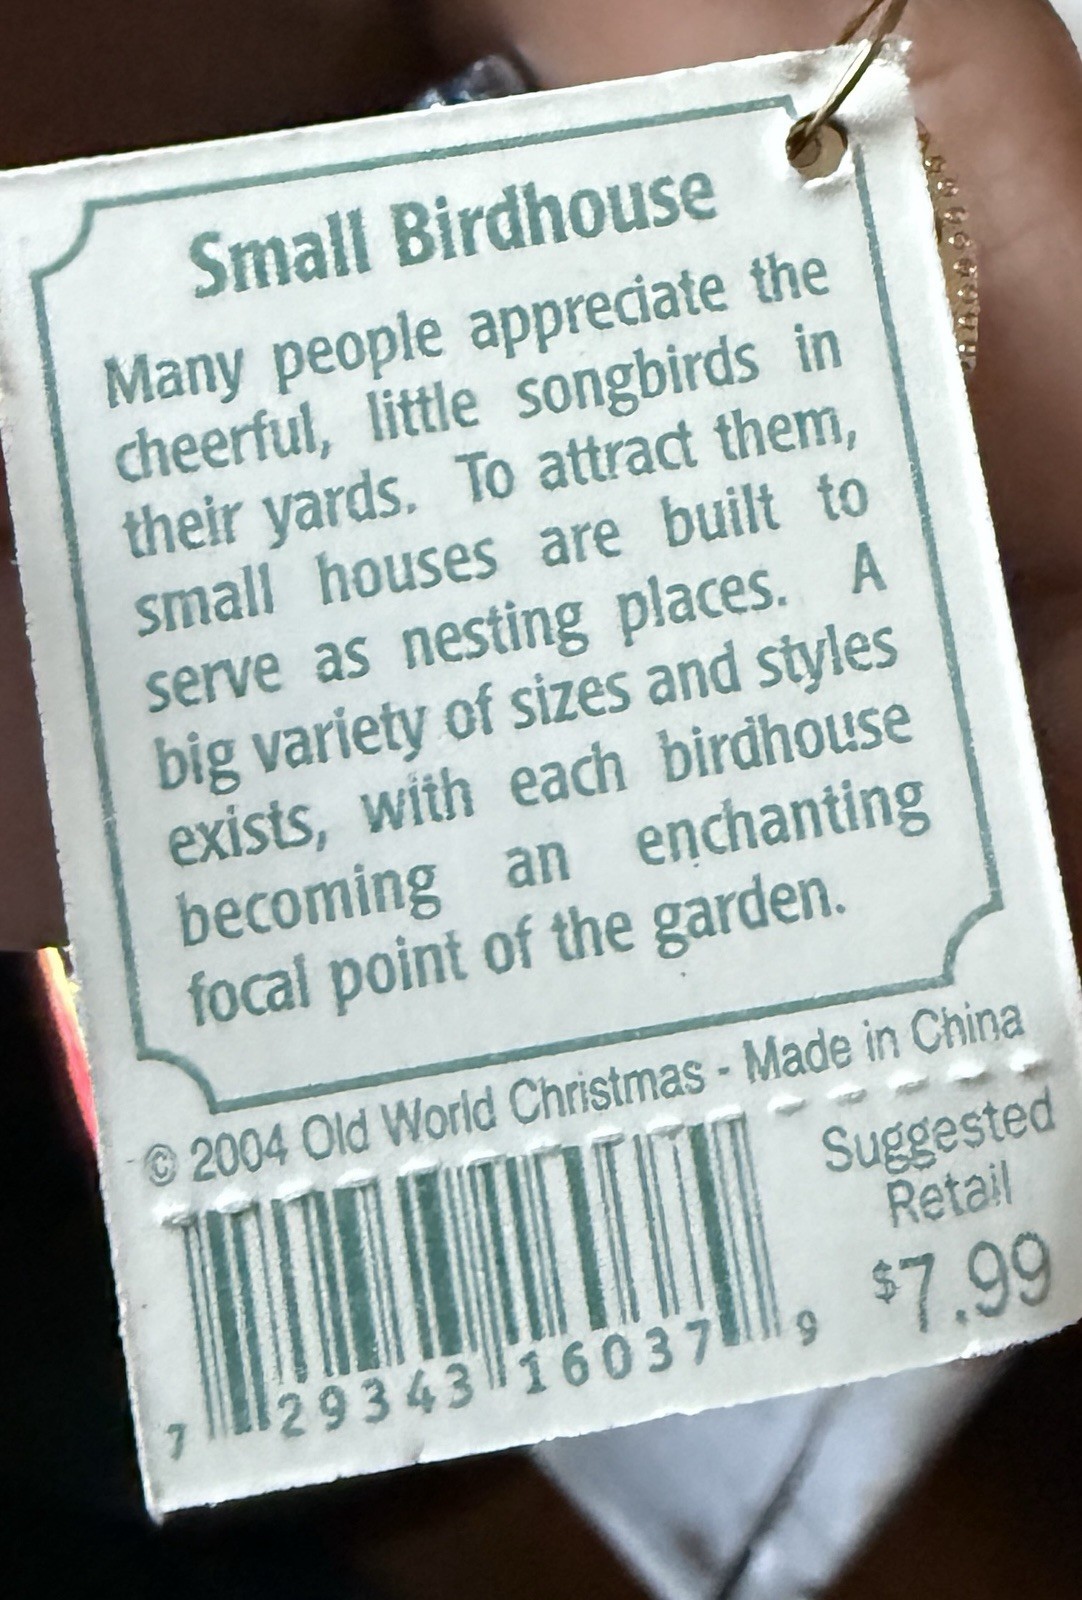 Small Birdhouse
Many people appreciate the
cheerful, little songbirds in
their yards. To attract them,
small houses are built to
serve as nesting places. A
big variety of sizes and styles
exists, with each birdhouse
becoming an enchanting
focal point of the garden.
© 2004 Old World Christmas - Made in China
Suggested
Retail
$7.99
7 29343 16037 9